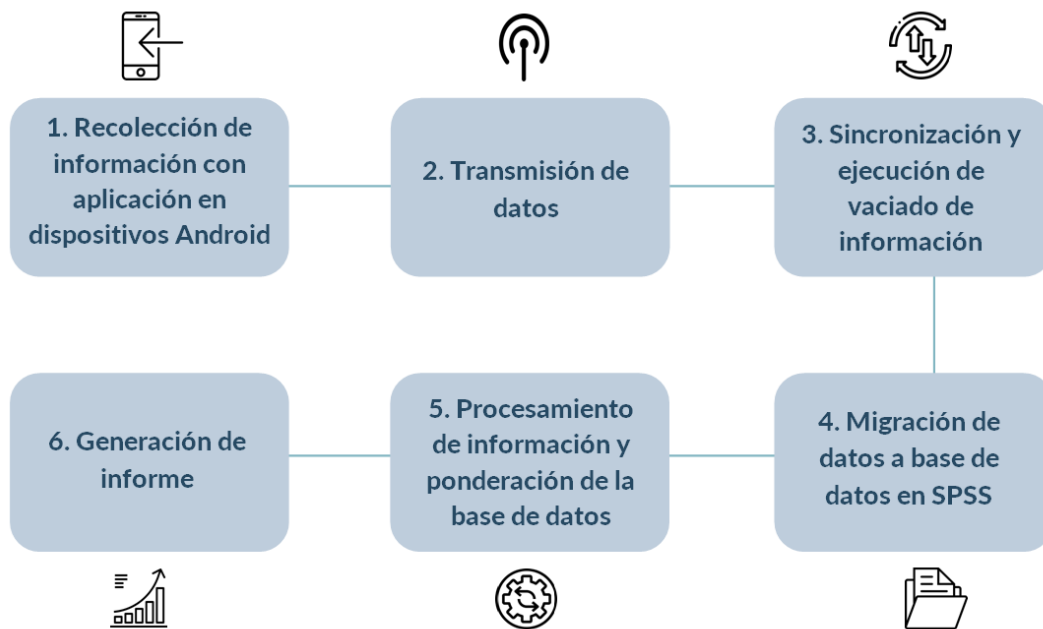 1. Recolección de
información con
aplicación en
dispositivos Android
2. Transmisión de
datos
3. Sincronización y
ejecución de
vaciado de
información
4. Migración de
datos a base de
datos en SPSS
5. Procesamiento
de información y
ponderación de la
base de datos
6. Generación de
informe